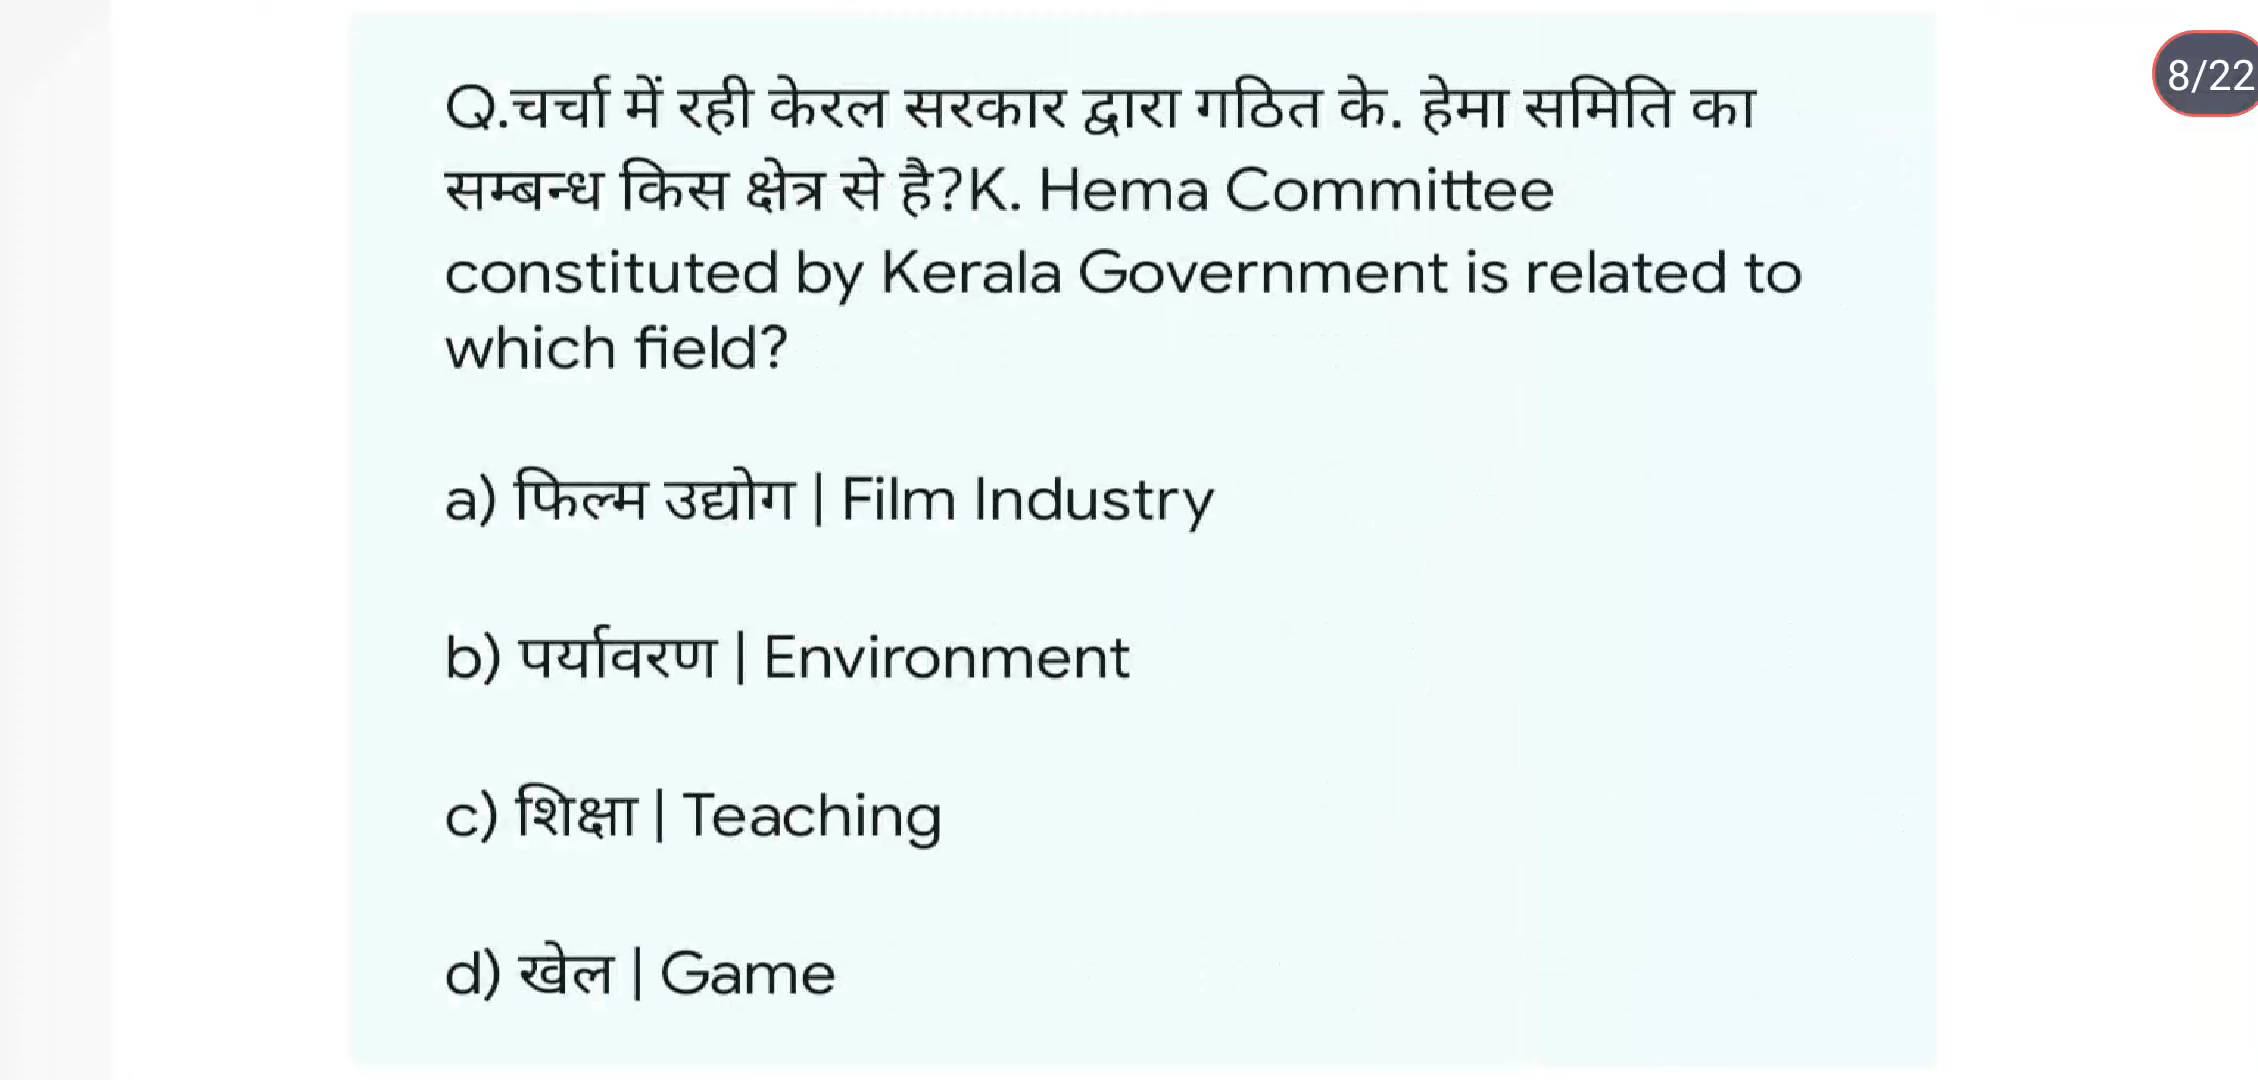 8/22
Q.चर्चा में रही केरल सरकार द्वारा गठित के. हेमा समिति का
सम्बन्ध किस क्षेत्र से है?K. Hema Committee
constituted by Kerala Government is related to
which field?
a) फिल्म उद्योग | Film Industry
b) पर्यावरण | Environment
c) शिक्षा | Teaching
d) खेल | Game